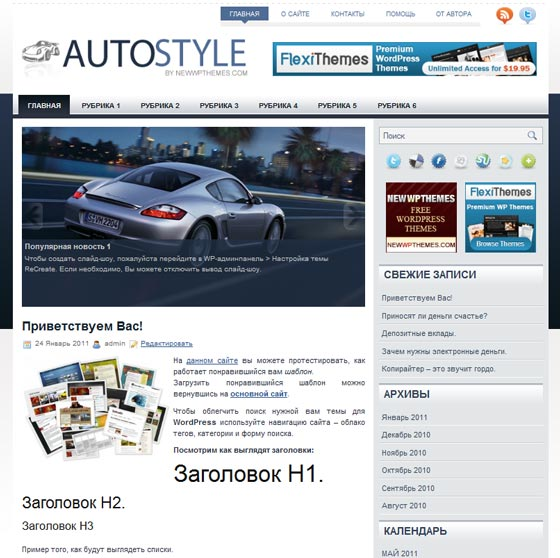 ГЛАВНАЯ О САЙТЕ КОНТАКТЫ ПОМОЩЬ ОТ АВТОРА
AUTOSTYLE
BY NEWWPTHEMES.COM
FlexiThemes Premium WordPress Themes Unlimited Access for $19.95
ГЛАВНАЯ РУБРИКА 1 РУБРИКА 2 РУБРИКА 3 РУБРИКА 4 РУБРИКА 5 РУБРИКА 6
Популярная новость 1
Чтобы создать слайд-шоу, пожалуйста перейдите в WP-админпанель > Настройка темы
ReCreate. Если необходимо, Вы можете отключить вывод слайд-шоу.
Приветствуем Вас!
24 Январь 2011 admin Редактировать
На данном сайте вы можете протестировать, как
работает понравившийся вам шаблон.
Загрузить понравившийся шаблон можно
вернувшись на основной сайт.
Чтобы облегчить поиск нужной вам темы для
WordPress используйте навигацию сайта – облако
тегов, категории и форму поиска.
Посмотрим как выглядят заголовки:
Заголовок H1.
Заголовок H2.
Заголовок H3
Пример того, как будут выглядеть списки.
Поиск
NEWWPTHEMES
FREE
WORDPRESS
THEMES
NEWWPTHEMES.COM
FlexiThemes
Premium WP Themes
Browse Themes
СВЕЖИЕ ЗАПИСИ
Приветствуем Вас!
Приносят ли деньги счастье?
Депозитные вклады.
Зачем нужны электронные деньги.
Копирайтер – это звучит гордо.
АРХИВЫ
Январь 2011
Декабрь 2010
Ноябрь 2010
Октябрь 2010
Сентябрь 2010
Август 2010
КАЛЕНДАРЬ
МАЙ 2011